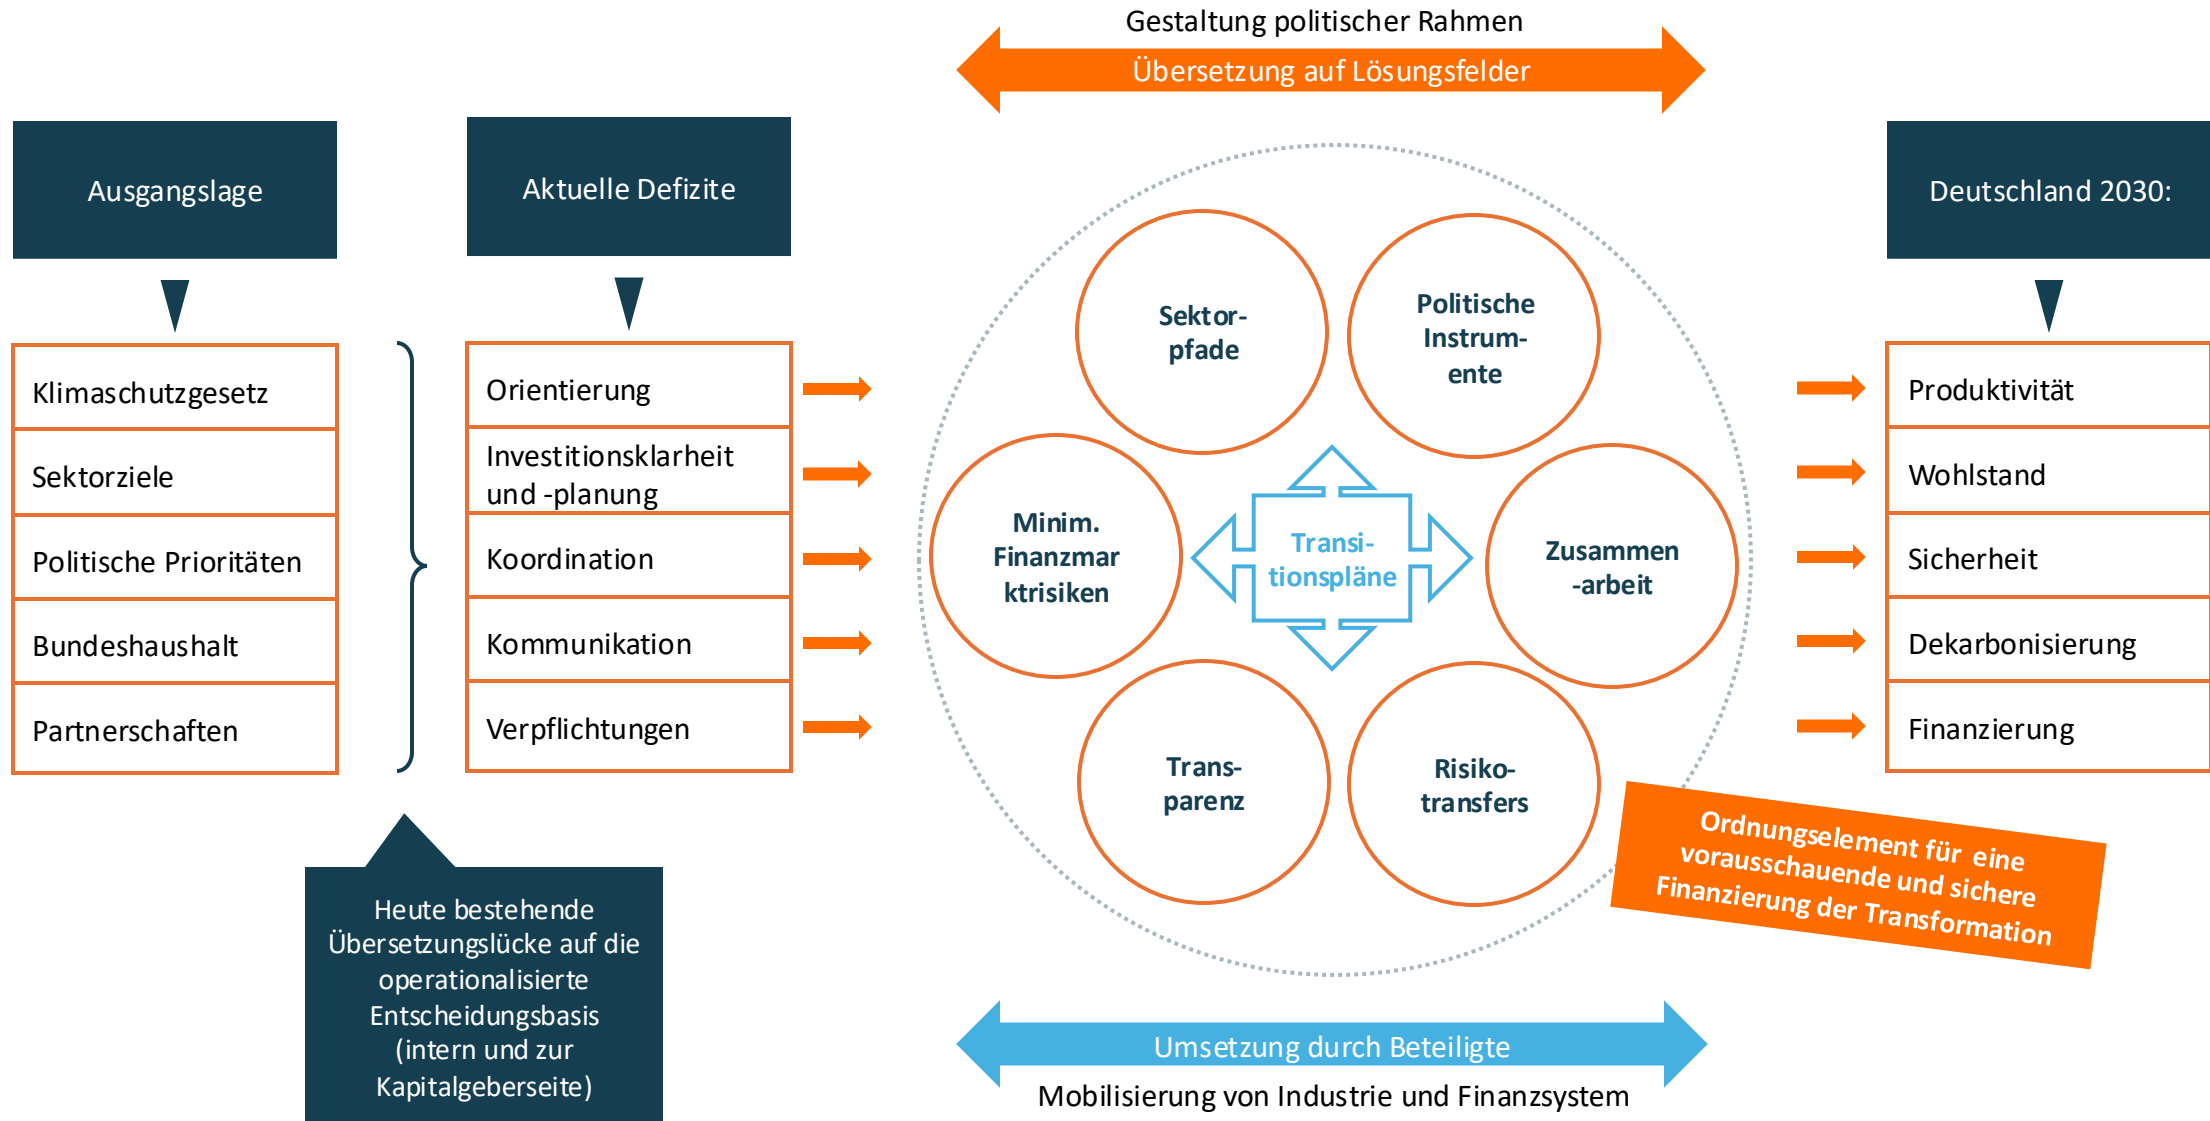 Gestaltung politischer Rahmen
Übersetzung auf Lösungsfelder
Ausgangslage
Klimaschutzgesetz
Sektorziele
Politische Prioritäten
Bundeshaushalt
Partnerschaften
Heute bestehende
Übersetzungslücke auf die
operationalisierte
Entscheidungsbasis
(intern und zur
Kapitalgeberseite)
Aktuelle Defizite
Orientierung
Investitionsklarheit
und -planung
Koordination
Kommunikation
Verpflichtungen
Sektor-
pfade
Politische
Instrum-
ente
Minim.
Finanzmar
ktrisiken
Transi-
tionspläne
Zusammen
-arbeit
Trans-
parenz
Risiko-
transfers
Deutschland 2030:
Produktivität
Wohlstand
Sicherheit
Dekarbonisierung
Finanzierung
Ordnungselement für eine
vorausschauende und sichere
Finanzierung der Transformation
Umsetzung durch Beteiligte
Mobilisierung von Industrie und Finanzsystem